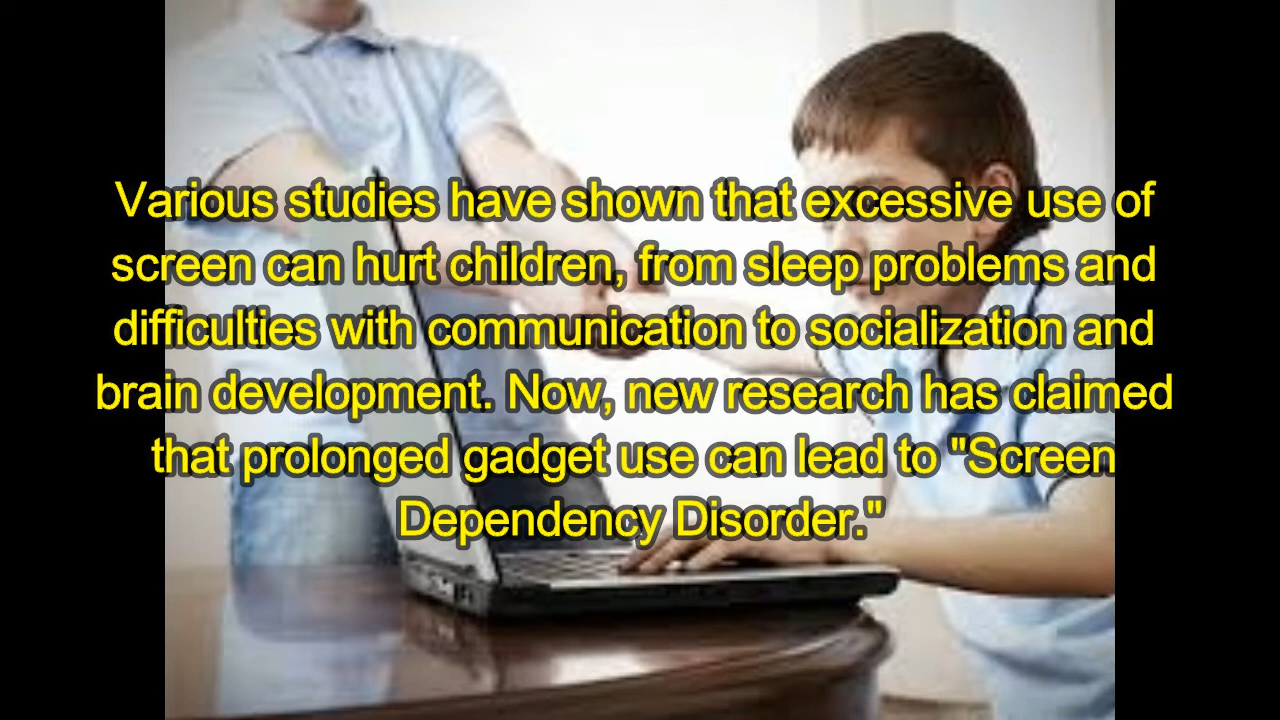 Various studies have shown that excessive use of
screen can hurt children, from sleep problems and
difficulties with communication to socialization and
brain development. Now, new research has claimed
that prolonged gadget use can lead to "Screen
Dependency Disorder."